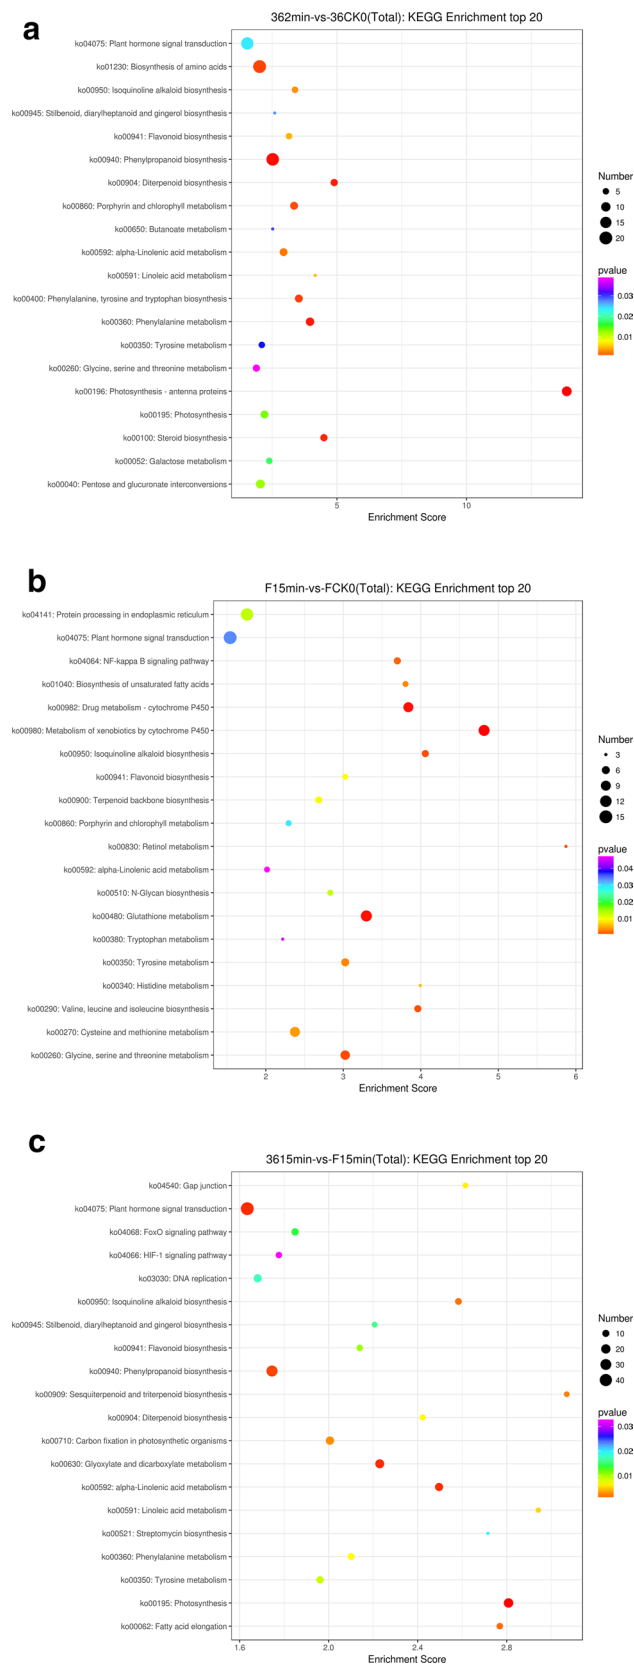 a
362min-vs-36CK0(Total): KEGG Enrichment top 20
ko04075: Plant hormone signal transduction
ko01230: Biosynthesis of amino acids
ko00950: Isoquinoline alkaloid biosynthesis
ko00945: Stilbenoid, diarylheptanoid and gingerol biosynthesis
ko00941: Flavonoid biosynthesis
ko00940: Phenylpropanoid biosynthesis
ko00904: Diterpenoid biosynthesis
ko00860: Porphyrin and chlorophyll metabolism
ko00650: Butanoate metabolism
ko00592: alpha-Linolenic acid metabolism
ko00591: Linoleic acid metabolism
ko00400: Phenylalanine, tyrosine and tryptophan biosynthesis
ko00360: Phenylalanine metabolism
ko00350: Tyrosine metabolism
ko00260: Glycine, serine and threonine metabolism
ko00196: Photosynthesis - antenna proteins
ko00195: Photosynthesis
ko00100: Steroid biosynthesis
ko00052: Galactose metabolism
ko00040: Pentose and glucuronate interconversions
5 10
Enrichment Score
Number
5
10
15
20
pvalue
0.03
0.02
0.01
b
F15min-vs-FCK0(Total): KEGG Enrichment top 20
ko04141: Protein processing in endoplasmic reticulum
ko04075: Plant hormone signal transduction
ko04064: NF-kappa B signaling pathway
ko01040: Biosynthesis of unsaturated fatty acids
ko00982: Drug metabolism - cytochrome P450
ko00980: Metabolism of xenobiotics by cytochrome P450
ko00950: Isoquinoline alkaloid biosynthesis
ko00941: Flavonoid biosynthesis
ko00900: Terpenoid backbone biosynthesis
ko00860: Porphyrin and chlorophyll metabolism
ko00830: Retinol metabolism
ko00592: alpha-Linolenic acid metabolism
ko00510: N-Glycan biosynthesis
ko00480: Glutathione metabolism
ko00380: Tryptophan metabolism
ko00350: Tyrosine metabolism
ko00340: Histidine metabolism
ko00290: Valine, leucine and isoleucine biosynthesis
ko00270: Cysteine and methionine metabolism
ko00260: Glycine, serine and threonine metabolism
2 3 4 5 6
Enrichment Score
Number
3
6
9
12
15
pvalue
0.04
0.03
0.02
0.01
c
3615min-vs-F15min(Total): KEGG Enrichment top 20
ko04540: Gap junction
ko04075: Plant hormone signal transduction
ko04068: FoxO signaling pathway
ko04066: HIF-1 signaling pathway
ko03030: DNA replication
ko00950: Isoquinoline alkaloid biosynthesis
ko00945: Stilbenoid, diarylheptanoid and gingerol biosynthesis
ko00941: Flavonoid biosynthesis
ko00940: Phenylpropanoid biosynthesis
ko00909: Sesquiterpenoid and triterpenoid biosynthesis
ko00904: Diterpenoid biosynthesis
ko00710: Carbon fixation in photosynthetic organisms
ko00630: Glyoxylate and dicarboxylate metabolism
ko00592: alpha-Linolenic acid metabolism
ko00591: Linoleic acid metabolism
ko00521: Streptomycin biosynthesis
ko00360: Phenylalanine metabolism
ko00350: Tyrosine metabolism
ko00195: Photosynthesis
ko00062: Fatty acid elongation
1.6 2.0 2.4 2.8
Enrichment Score
Number
10
20
30
40
pvalue
0.03
0.02
0.01